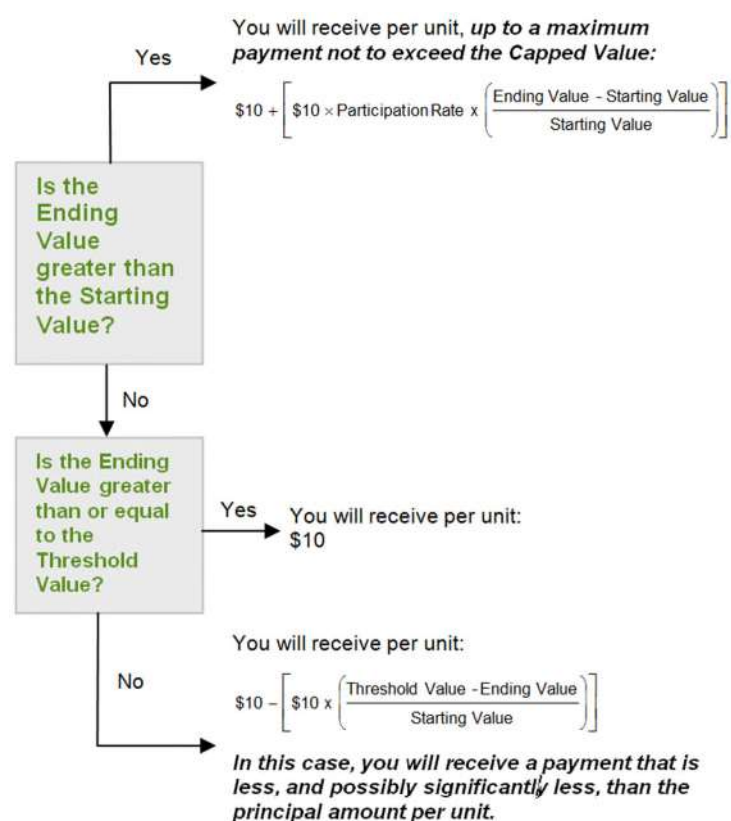 You will receive per unit, up to a maximum
payment not to exceed the Capped Value:
Yes
$10 + [ $10 × Participation Rate x ( Ending Value - Starting Value / Starting Value ) ]
Is the
Ending
Value
greater than
the Starting
Value?
No
Is the Ending
Value greater
than or equal
to the
Threshold
Value?
Yes
You will receive per unit:
$10
No
You will receive per unit:
$10 – [ $10 x ( Threshold Value - Ending Value / Starting Value ) ]
In this case, you will receive a payment that is
less, and possibly significantly less, than the
principal amount per unit.